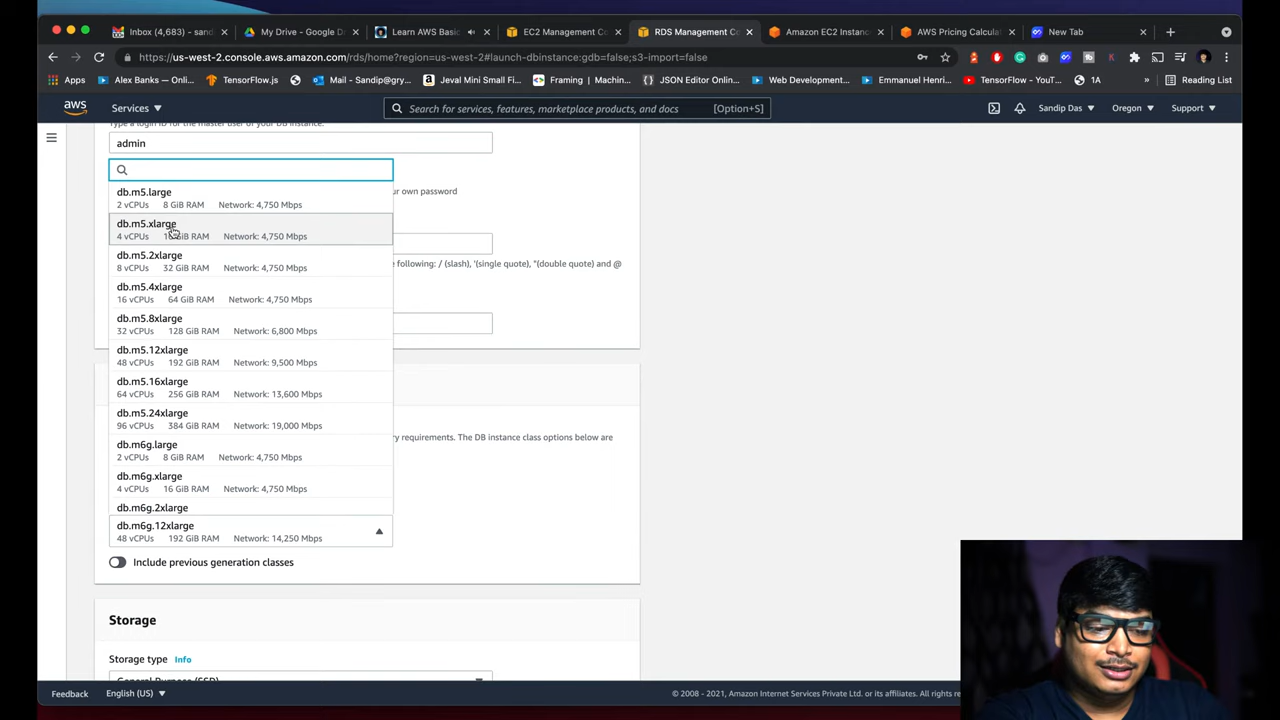 Inbox (4,683) – sand
My Drive – Google Dr
Learn AWS Basic
EC2 Management Co
RDS Management Co
Amazon EC2 Instanc
AWS Pricing Calcula
New Tab
https://us-west-2.console.aws.amazon.com/rds/home?region=us-west-2#launch-dbinstance:gdb=false;s3-import=false
Apps
Alex Banks — Onli...
TensorFlow.js
Mail - Sandip@gry...
Jeval Mini Small Fi...
Framing | Machin...
JSON Editor Onlin...
Web Development...
Emmanuel Henri...
TensorFlow - YouT...
1A
Reading List
aws
Services
Search for services, features, marketplace products, and docs
[Option+S]
Sandip Das
Oregon
Support
Type a login ID for the master user of your DB instance.
admin
db.m5.large
2 vCPUs 8 GiB RAM Network: 4,750 Mbps
ur own password
db.m5.xlarge
4 vCPUs GiB RAM Network: 4,750 Mbps
db.m5.2xlarge
8 vCPUs 32 GiB RAM Network: 4,750 Mbps
e following: / (slash), '(single quote), "(double quote) and @
db.m5.4xlarge
16 vCPUs 64 GiB RAM Network: 4,750 Mbps
db.m5.8xlarge
32 vCPUs 128 GiB RAM Network: 6,800 Mbps
db.m5.12xlarge
48 vCPUs 192 GiB RAM Network: 9,500 Mbps
db.m5.16xlarge
64 vCPUs 256 GiB RAM Network: 13,600 Mbps
db.m5.24xlarge
96 vCPUs 384 GiB RAM Network: 19,000 Mbps
ry requirements. The DB instance class options below are
db.m6g.large
2 vCPUs 8 GiB RAM Network: 4,750 Mbps
db.m6g.xlarge
4 vCPUs 16 GiB RAM Network: 4,750 Mbps
db.m6g.2xlarge
db.m6g.12xlarge
48 vCPUs 192 GiB RAM Network: 14,250 Mbps
Include previous generation classes
Storage
Storage type Info
General Purpose (SSD)
Feedback
English (US)
© 2008 - 2021, Amazon Internet Services Private Ltd. or its affiliates. All rights re